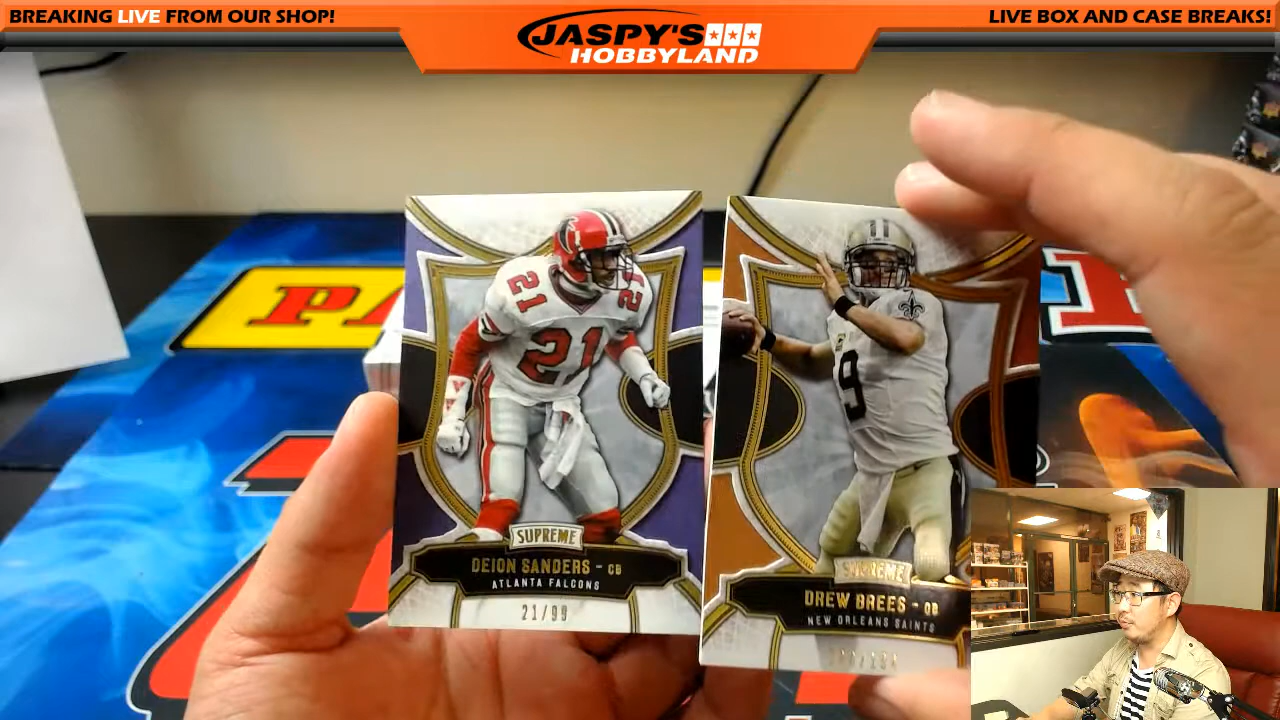 BREAKING LIVE FROM OUR SHOP!
JASPY'S
HOBBYLAND
LIVE BOX AND CASE BREAKS!
21
21
21
SUPREME
DEION SANDERS - CB
ATLANTA FALCONS
21/99
9
SUPREME
DREW BREES - QB
NEW ORLEANS SAINTS